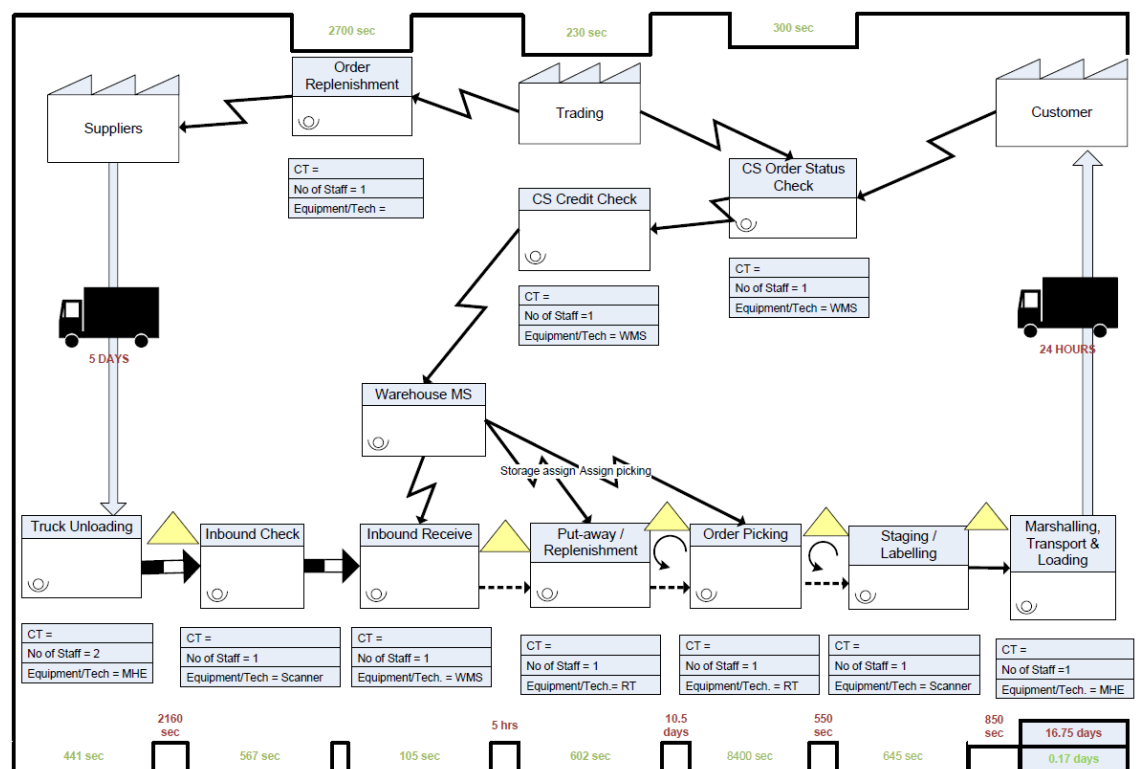 2700 sec
230 sec
300 sec
Order
Replenishment
Suppliers
Trading
Customer
CT =
No of Staff = 1
Equipment/Tech =
CS Order Status
Check
CS Credit Check
CT =
No of Staff = 1
Equipment/Tech = WMS
CT =
No of Staff =1
Equipment/Tech = WMS
5 DAYS
24 HOURS
Warehouse MS
Storage assign
Assign picking
Truck Unloading
Inbound Check
Inbound Receive
Put-away /
Replenishment
Order Picking
Staging /
Labelling
Marshalling,
Transport &
Loading
CT =
No of Staff = 2
Equipment/Tech = MHE
CT =
No of Staff = 1
Equipment/Tech = Scanner
CT =
No of Staff = 1
Equipment/Tech. = WMS
CT =
No of Staff = 1
Equipment/Tech.= RT
CT =
No of Staff = 1
Equipment/Tech. = RT
CT =
No of Staff = 1
Equipment/Tech = Scanner
CT =
No of Staff =1
Equipment/Tech. = MHE
2160
sec
5 hrs
10.5
days
550
sec
850
sec
16.75 days
441 sec
567 sec
105 sec
602 sec
8400 sec
645 sec
0.17 days